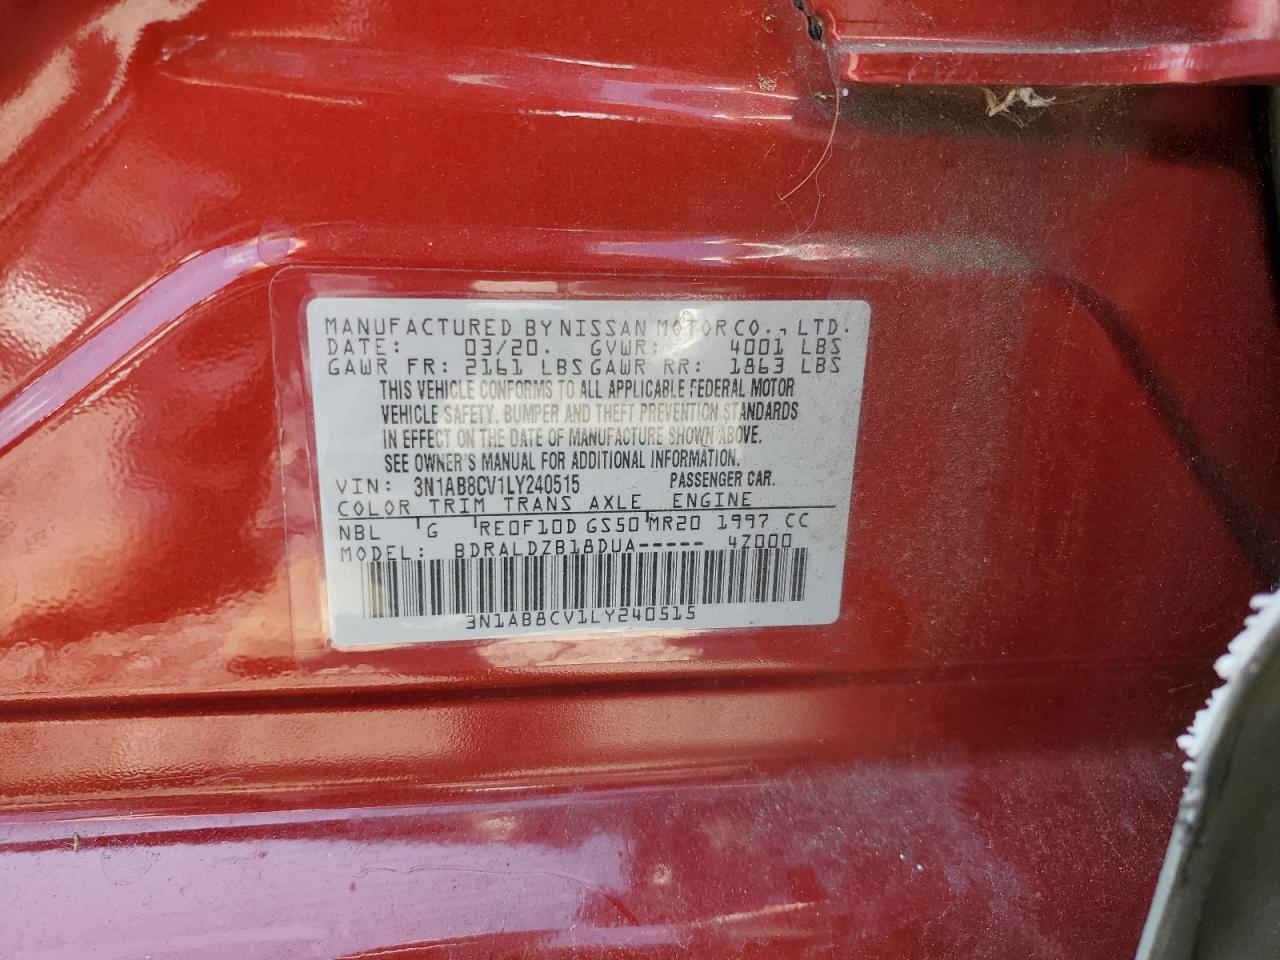 MANUFACTURED BY NISSAN MOTOR CO., LTD.
DATE: 03/20. GVWR: 4001 LBS
GAWR FR: 2161 LBS GAWR RR: 1863 LBS
THIS VEHICLE CONFORMS TO ALL APPLICABLE FEDERAL MOTOR
VEHICLE SAFETY, BUMPER AND THEFT PREVENTION STANDARDS
IN EFFECT ON THE DATE OF MANUFACTURE SHOWN ABOVE.
SEE OWNER'S MANUAL FOR ADDITIONAL INFORMATION.
VIN: 3N1AB8CV1LY240515 PASSENGER CAR.
COLOR TRIM TRANS AXLE ENGINE
NBL G RE0F10D GS50 MR20 1997 CC
MODEL: BDRALDZB18DUA----- 4Z000
3N1AB8CV1LY240515